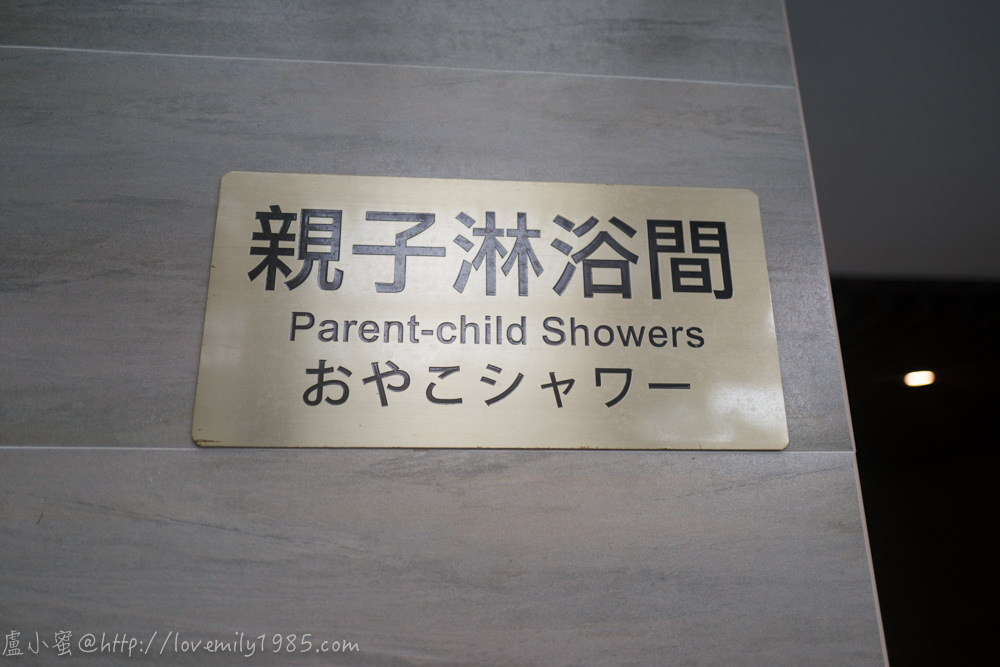 親子淋浴間
Parent-child Showers
おやこシャワー
盧小蜜@http://lovemily1985.com